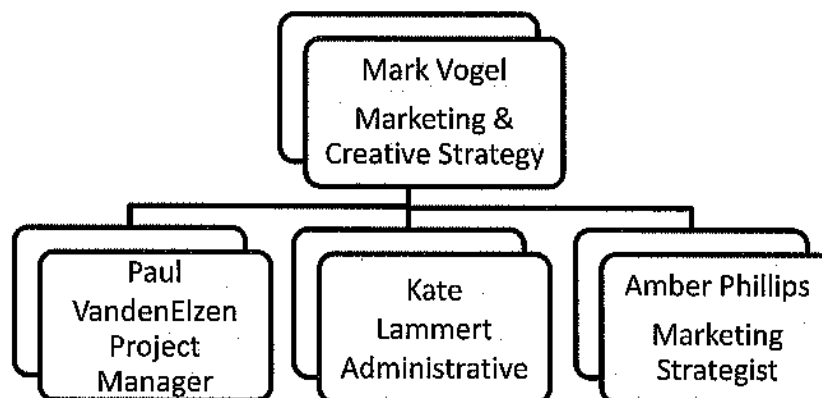 Mark Vogel
Marketing &
Creative Strategy
Paul
VandenElzen
Project
Manager
Kate
Lammert
Administrative
Amber Phillips
Marketing
Strategist